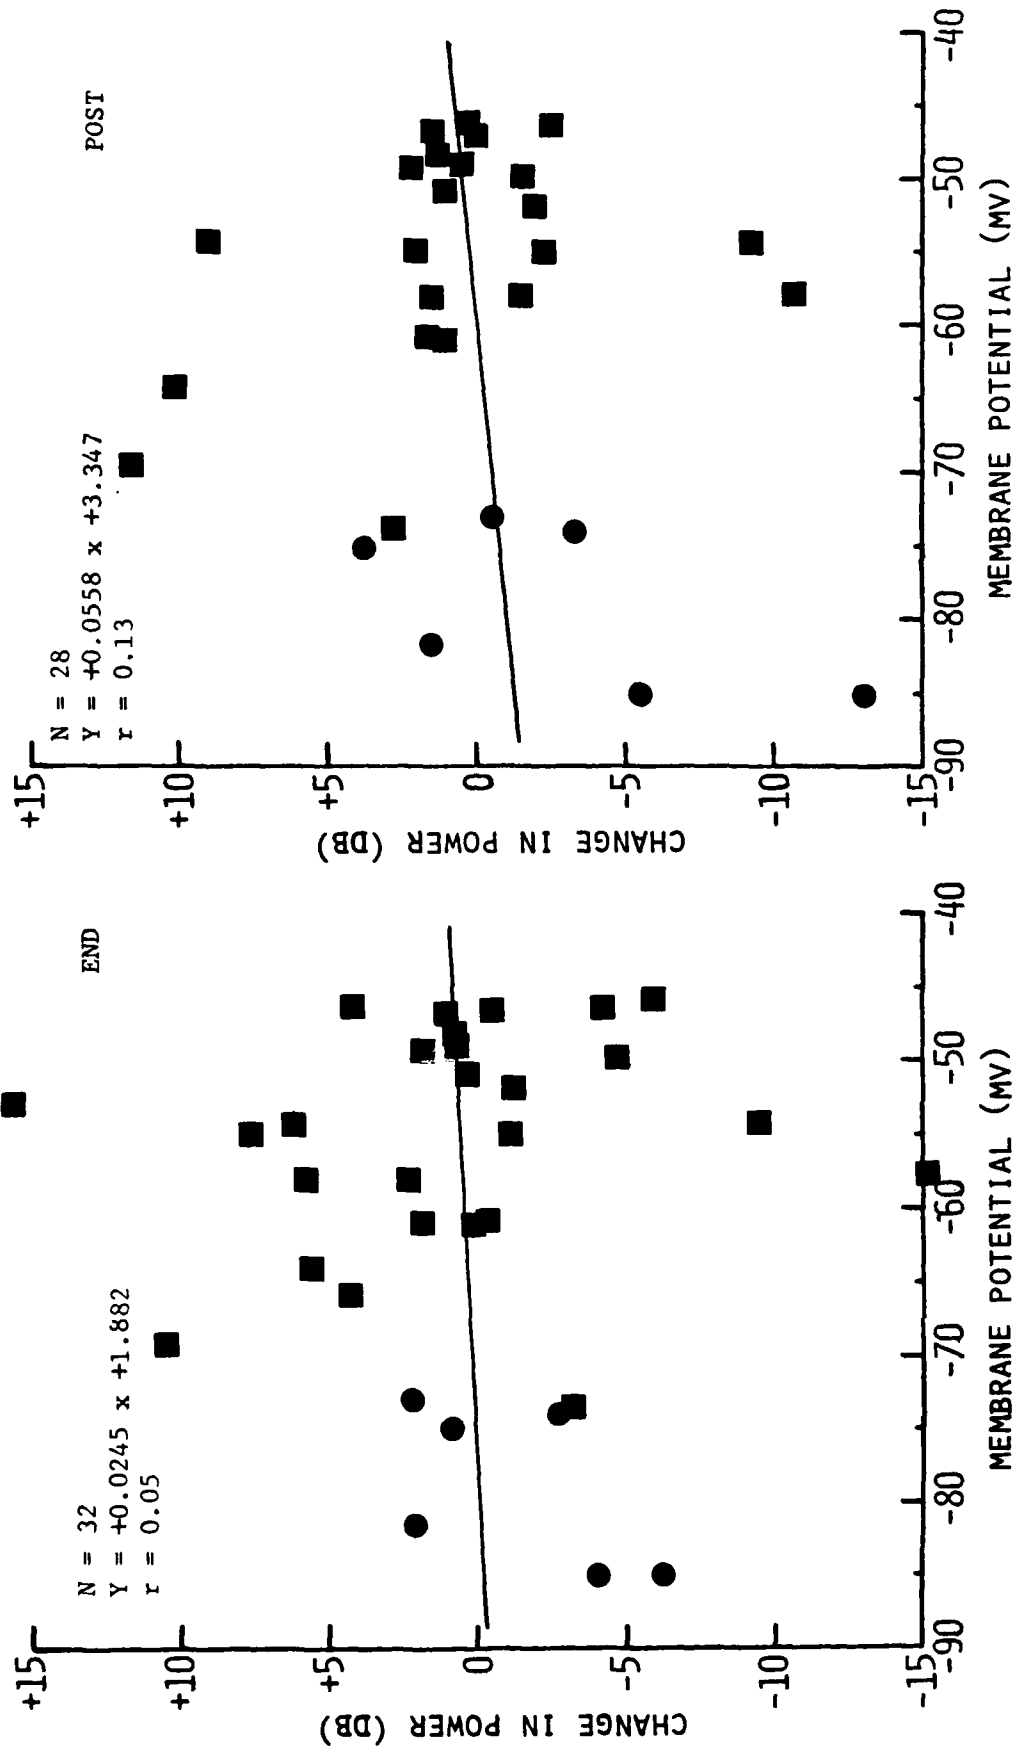 END
N = 32
Y = +0.0245 x +1.882
r = 0.05
CHANGE IN POWER (DB)
+15
+10
+5
0
-5
-10
-15
-90
-80
-70
-60
-50
-40
MEMBRANE POTENTIAL (MV)
POST
N = 28
Y = +0.0558 x +3.347
r = 0.13
CHANGE IN POWER (DB)
+15
+10
+5
0
-5
-10
-15
-90
-80
-70
-60
-50
-40
MEMBRANE POTENTIAL (MV)